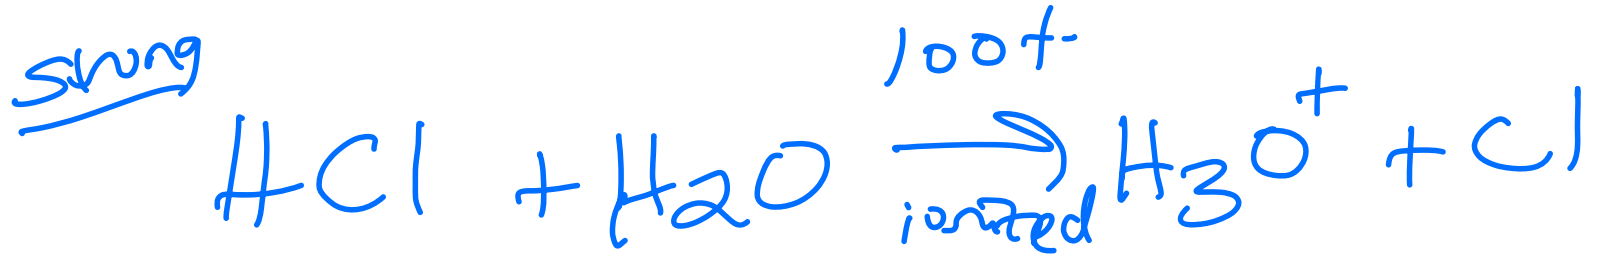 strong
100%
HCl + H2O → H3O+ + Cl
ionized